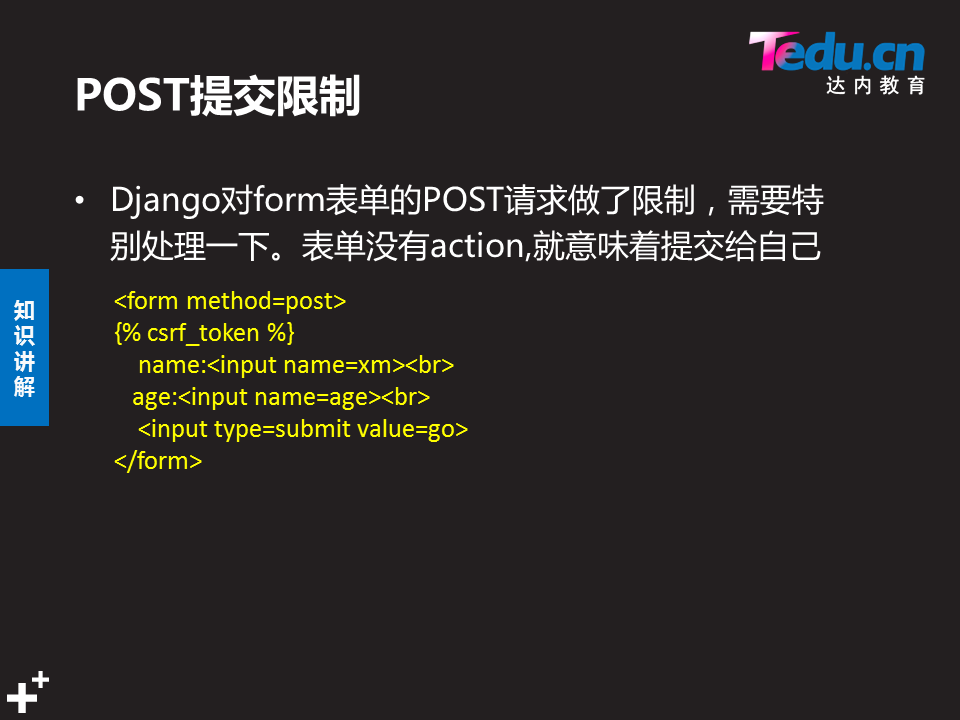 Tedu.cn
达内教育
POST提交限制
• Django对form表单的POST请求做了限制，需要特
别处理一下。表单没有action,就意味着提交给自己
知识讲解
<form method=post>
{% csrf_token %}
name:<input name=xm><br>
age:<input name=age><br>
<input type=submit value=go>
</form>